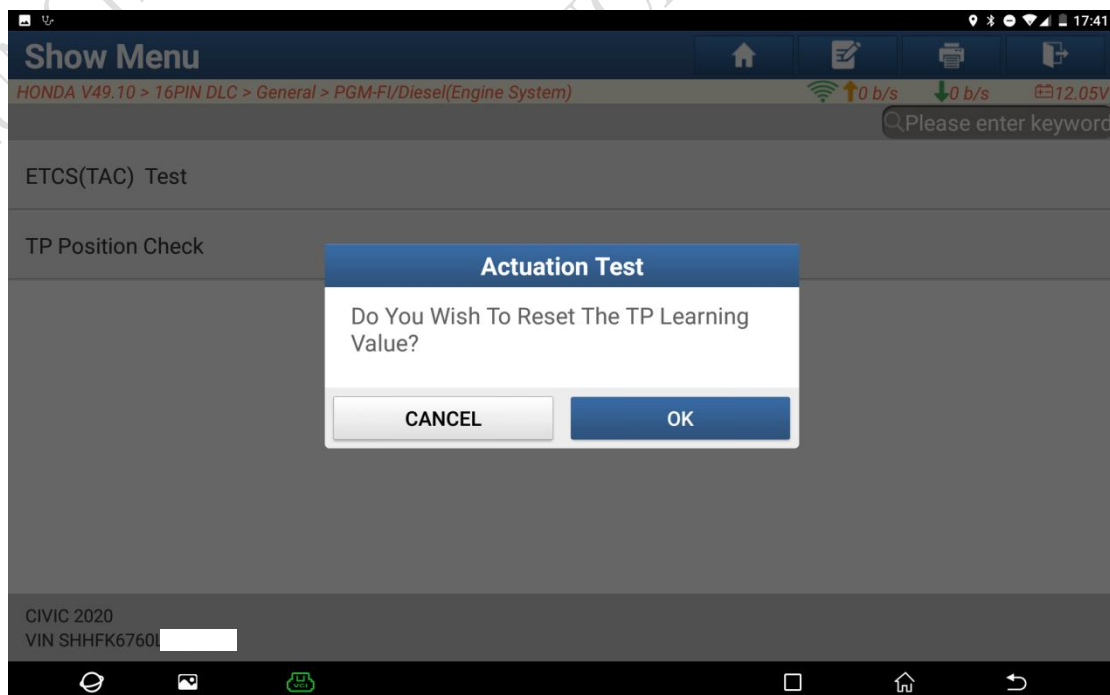 17:41
Show Menu
HONDA V49.10 > 16PIN DLC > General > PGM-FI/Diesel(Engine System)
0 b/s
0 b/s
12.05V
Please enter keyword
ETCS(TAC) Test
TP Position Check
Actuation Test
Do You Wish To Reset The TP Learning
Value?
CANCEL
OK
CIVIC 2020
VIN SHHFK6760
VCI